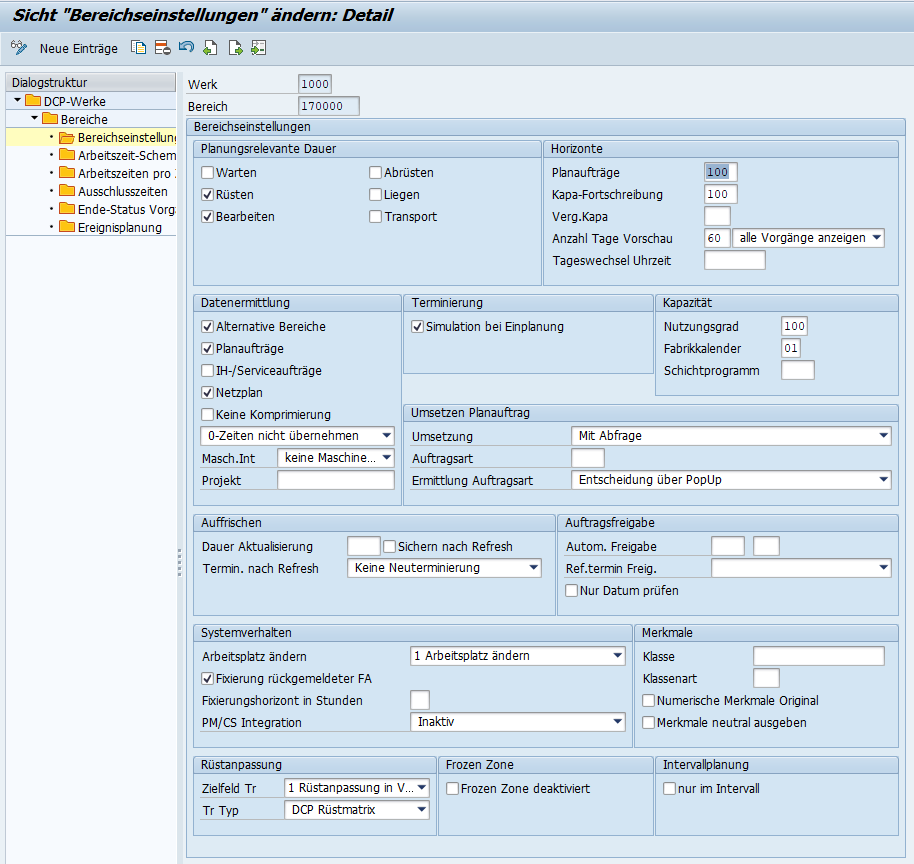 Sicht "Bereichseinstellungen" ändern: Detail
Neue Einträge
Dialogstruktur
DCP-Werke
Bereiche
Bereichseinstellun
Arbeitszeit-Schem
Arbeitszeiten pro
Ausschlusszeiten
Ende-Status Vorg
Ereignisplanung
Werk 1000
Bereich 170000
Bereichseinstellungen
Planungsrelevante Dauer
Warten Abrüsten
Rüsten Liegen
Bearbeiten Transport
Horizonte
Planaufträge 100
Kapa-Fortschreibung 100
Verg.Kapa
Anzahl Tage Vorschau 60 alle Vorgänge anzeigen
Tageswechsel Uhrzeit
Datenermittlung
Alternative Bereiche
Planaufträge
IH-/Serviceaufträge
Netzplan
Keine Komprimierung
0-Zeiten nicht übernehmen
Masch.Int keine Maschine...
Projekt
Terminierung
Simulation bei Einplanung
Kapazität
Nutzungsgrad 100
Fabrikkalender 01
Schichtprogramm
Umsetzen Planauftrag
Umsetzung Mit Abfrage
Auftragsart
Ermittlung Auftragsart Entscheidung über PopUp
Auffrischen
Dauer Aktualisierung Sichern nach Refresh
Termin. nach Refresh Keine Neuterminierung
Auftragsfreigabe
Autom. Freigabe
Ref.termin Freig.
Nur Datum prüfen
Systemverhalten
Arbeitsplatz ändern 1 Arbeitsplatz ändern
Fixierung rückgemeldeter FA
Fixierungshorizont in Stunden
PM/CS Integration Inaktiv
Merkmale
Klasse
Klassenart
Numerische Merkmale Original
Merkmale neutral ausgeben
Rüstanpassung
Zielfeld Tr 1 Rüstanpassung in V...
Tr Typ DCP Rüstmatrix
Frozen Zone
Frozen Zone deaktiviert
Intervallplanung
nur im Intervall